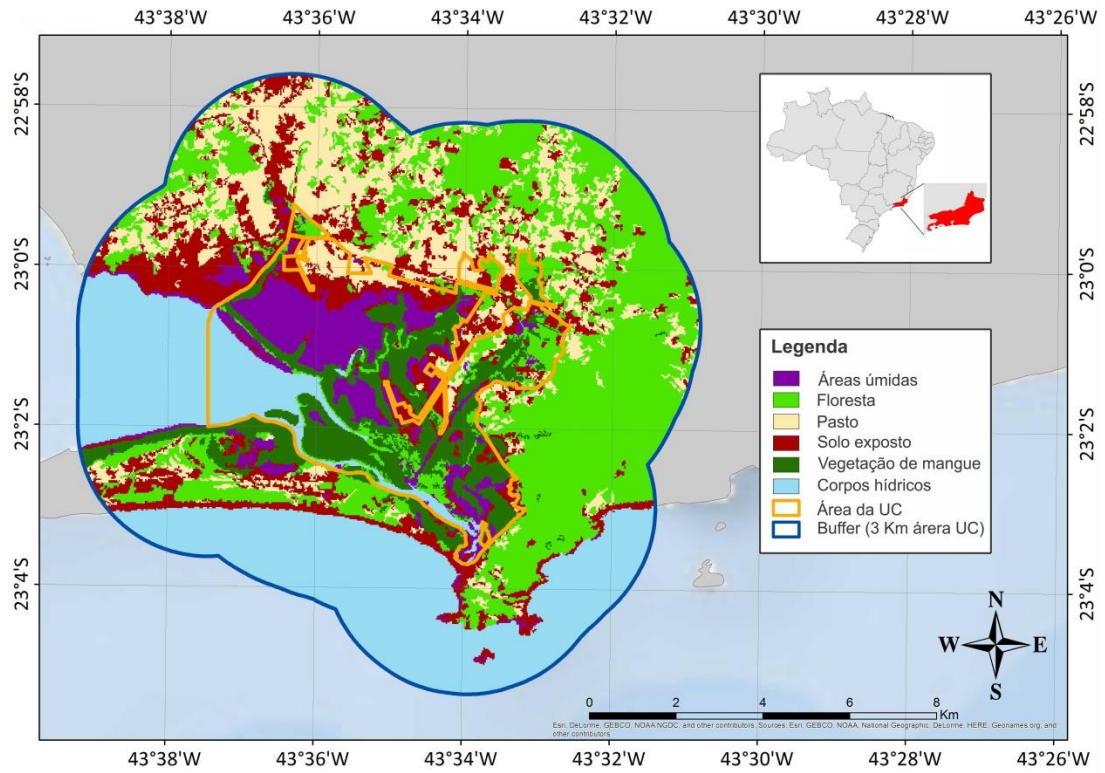 43°38'W 43°36'W 43°34'W 43°32'W 43°30'W 43°28'W 43°26'W
22°58'S 22°58'S
23°0'S 23°0'S
23°2'S 23°2'S
23°4'S 23°4'S
Legenda
Áreas úmidas
Floresta
Pasto
Solo exposto
Vegetação de mangue
Corpos hídricos
Área da UC
Buffer (3 Km árera UC)
N
W E
S
0 2 4 6 8
Km
Esri, DeLorme, GEBCO, NOAA NGDC, and other contributors, Sources: Esri, GEBCO, NOAA, National Geographic, DeLorme, HERE, Geonames.org, and
other contributors
43°38'W 43°36'W 43°34'W 43°32'W 43°30'W 43°28'W 43°26'W